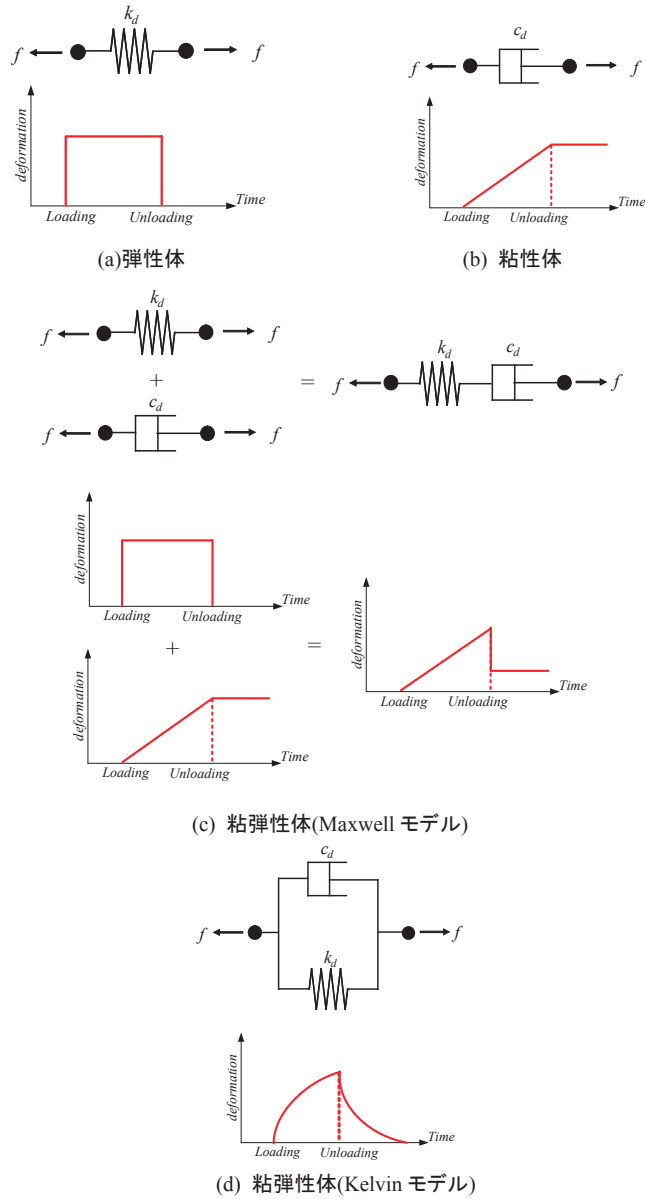 k_d
f f
deformation
Time
Loading Unloading
(a)弾性体
c_d
f f
deformation
Time
Loading Unloading
(b) 粘性体
k_d
f f
+
c_d
f f
=
k_d c_d
f f
deformation
Time
Loading Unloading
+
deformation
Time
Loading Unloading
=
deformation
Time
Loading Unloading
(c) 粘弾性体(Maxwell モデル)
c_d
f f
k_d
deformation
Time
Loading Unloading
(d) 粘弾性体(Kelvin モデル)